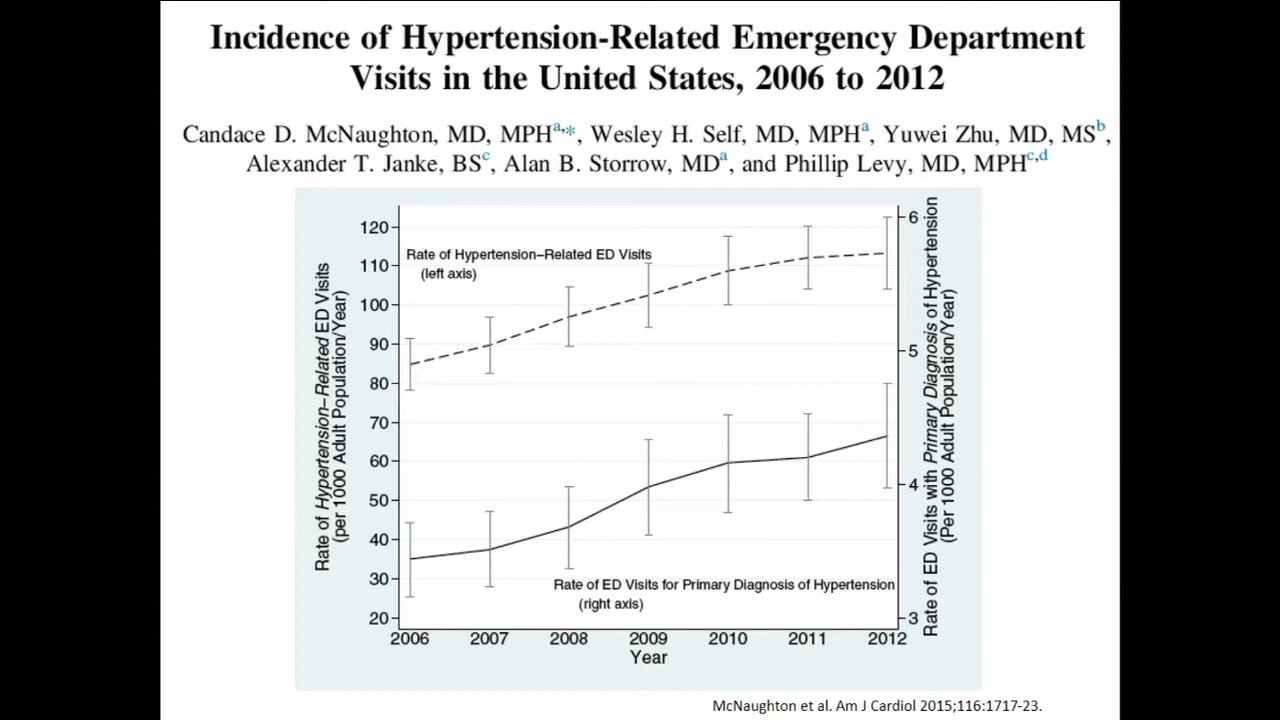 Incidence of Hypertension-Related Emergency Department
Visits in the United States, 2006 to 2012
Candace D. McNaughton, MD, MPHa,*, Wesley H. Self, MD, MPHa, Yuwei Zhu, MD, MSb,
Alexander T. Janke, BSc, Alan B. Storrow, MDa, and Phillip Levy, MD, MPHc,d
Rate of Hypertension–Related ED Visits
(per 1000 Adult Population/Year)
120
110
100
90
80
70
60
50
40
30
20
Rate of Hypertension–Related ED Visits
(left axis)
Rate of ED Visits for Primary Diagnosis of Hypertension
(right axis)
6
5
4
3
Rate of ED Visits with Primary Diagnosis of Hypertension
(Per 1000 Adult Population/Year)
2006 2007 2008 2009 2010 2011 2012
Year
McNaughton et al. Am J Cardiol 2015;116:1717-23.